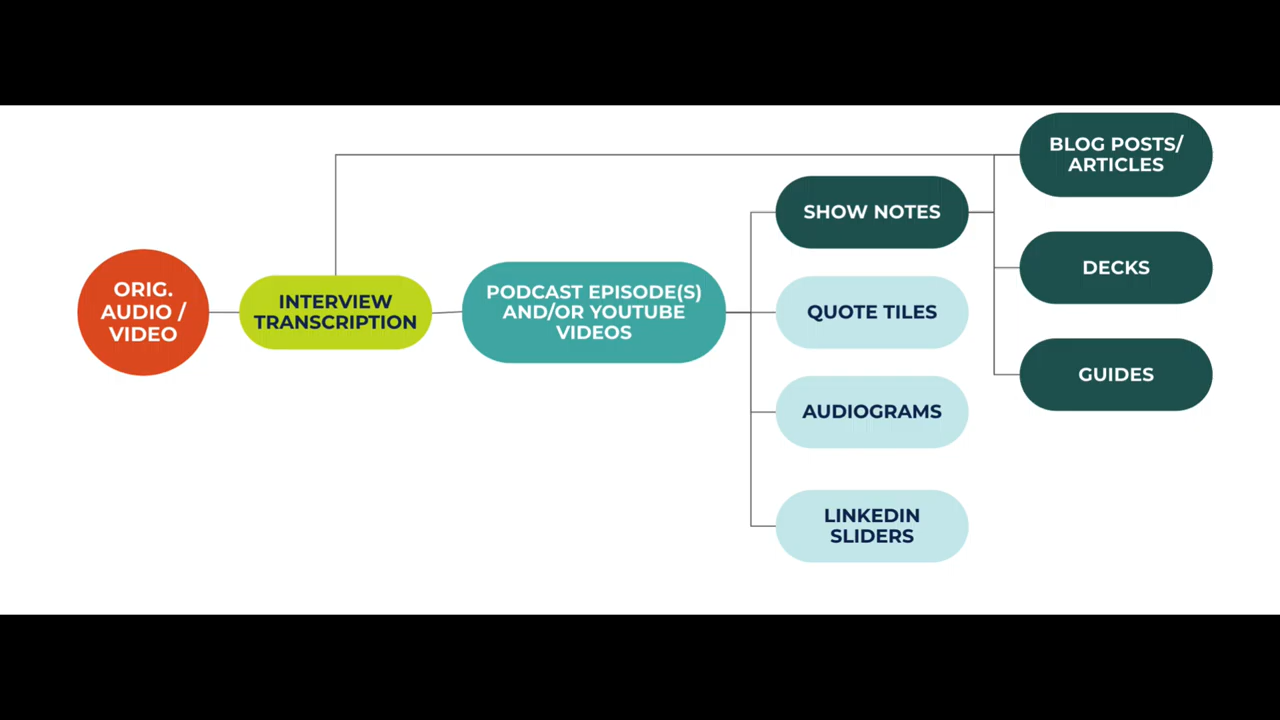 ORIG.
AUDIO /
VIDEO
INTERVIEW
TRANSCRIPTION
PODCAST EPISODE(S)
AND/OR YOUTUBE
VIDEOS
SHOW NOTES
QUOTE TILES
AUDIOGRAMS
LINKEDIN
SLIDERS
BLOG POSTS/
ARTICLES
DECKS
GUIDES